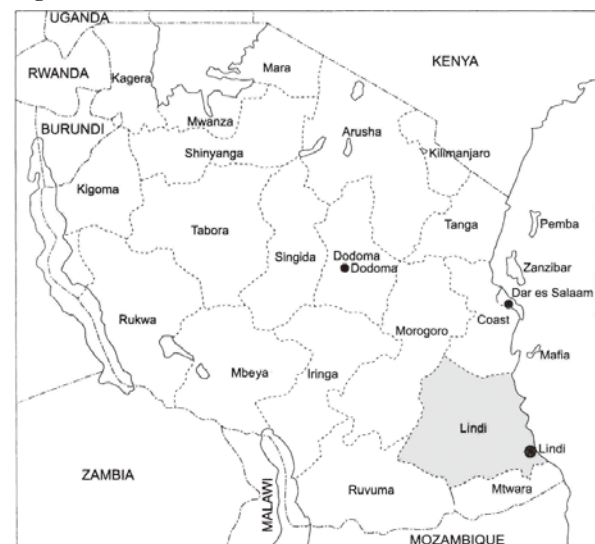 UGANDA
KENYA
RWANDA
Kagera
Mara
Mwanza
BURUNDI
Arusha
Shinyanga
Kilimanjaro
Kigoma
Tabora
Tanga
Pemba
Singida
Dodoma
Dodoma
Zanzibar
Dar es Salaam
Rukwa
Morogoro
Coast
Mafia
Mbeya
Iringa
Lindi
Lindi
ZAMBIA
MALAWI
Ruvuma
Mtwara
MOZAMBIQUE